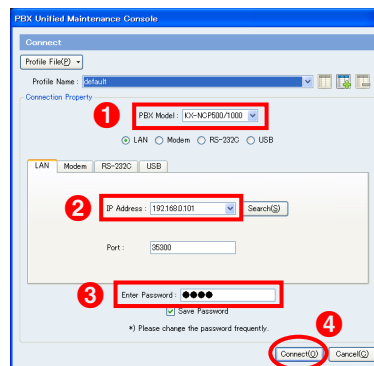 PBX Unified Maintenance Console
Connect
Profile File(P)
Profile Name : default
Connection Property
1 PBX Model : KX-NCP500/1000
LAN Modem RS-232C USB
LAN Modem RS-232C USB
2 IP Address : 192.168.0.101 Search(S)
Port : 35300
3 Enter Password : ●●●●
Save Password
*) Please change the password frequently.
4
Connect(O) Cancel(C)